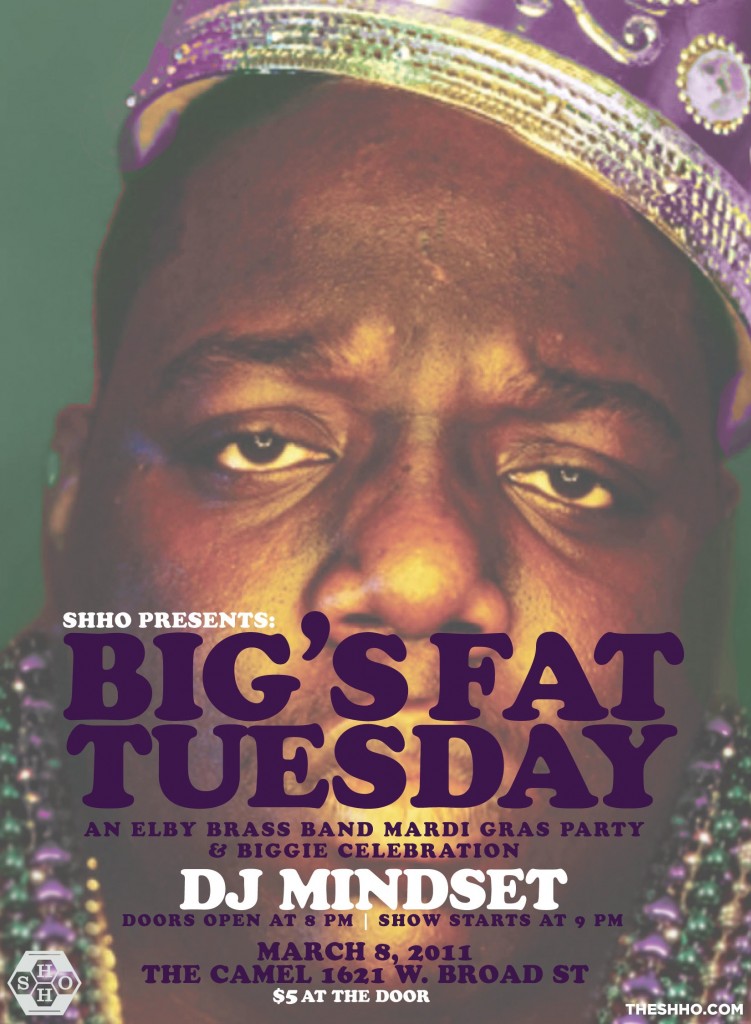 SHHO PRESENTS:
BIG'S FAT
TUESDAY
AN ELBY BRASS BAND MARDI GRAS PARTY
& BIGGIE CELEBRATION
DJ MINDSET
DOORS OPEN AT 8 PM | SHOW STARTS AT 9 PM
MARCH 8, 2011
THE CAMEL 1621 W. BROAD ST
$5 AT THE DOOR
SHHO
THESHHO.COM